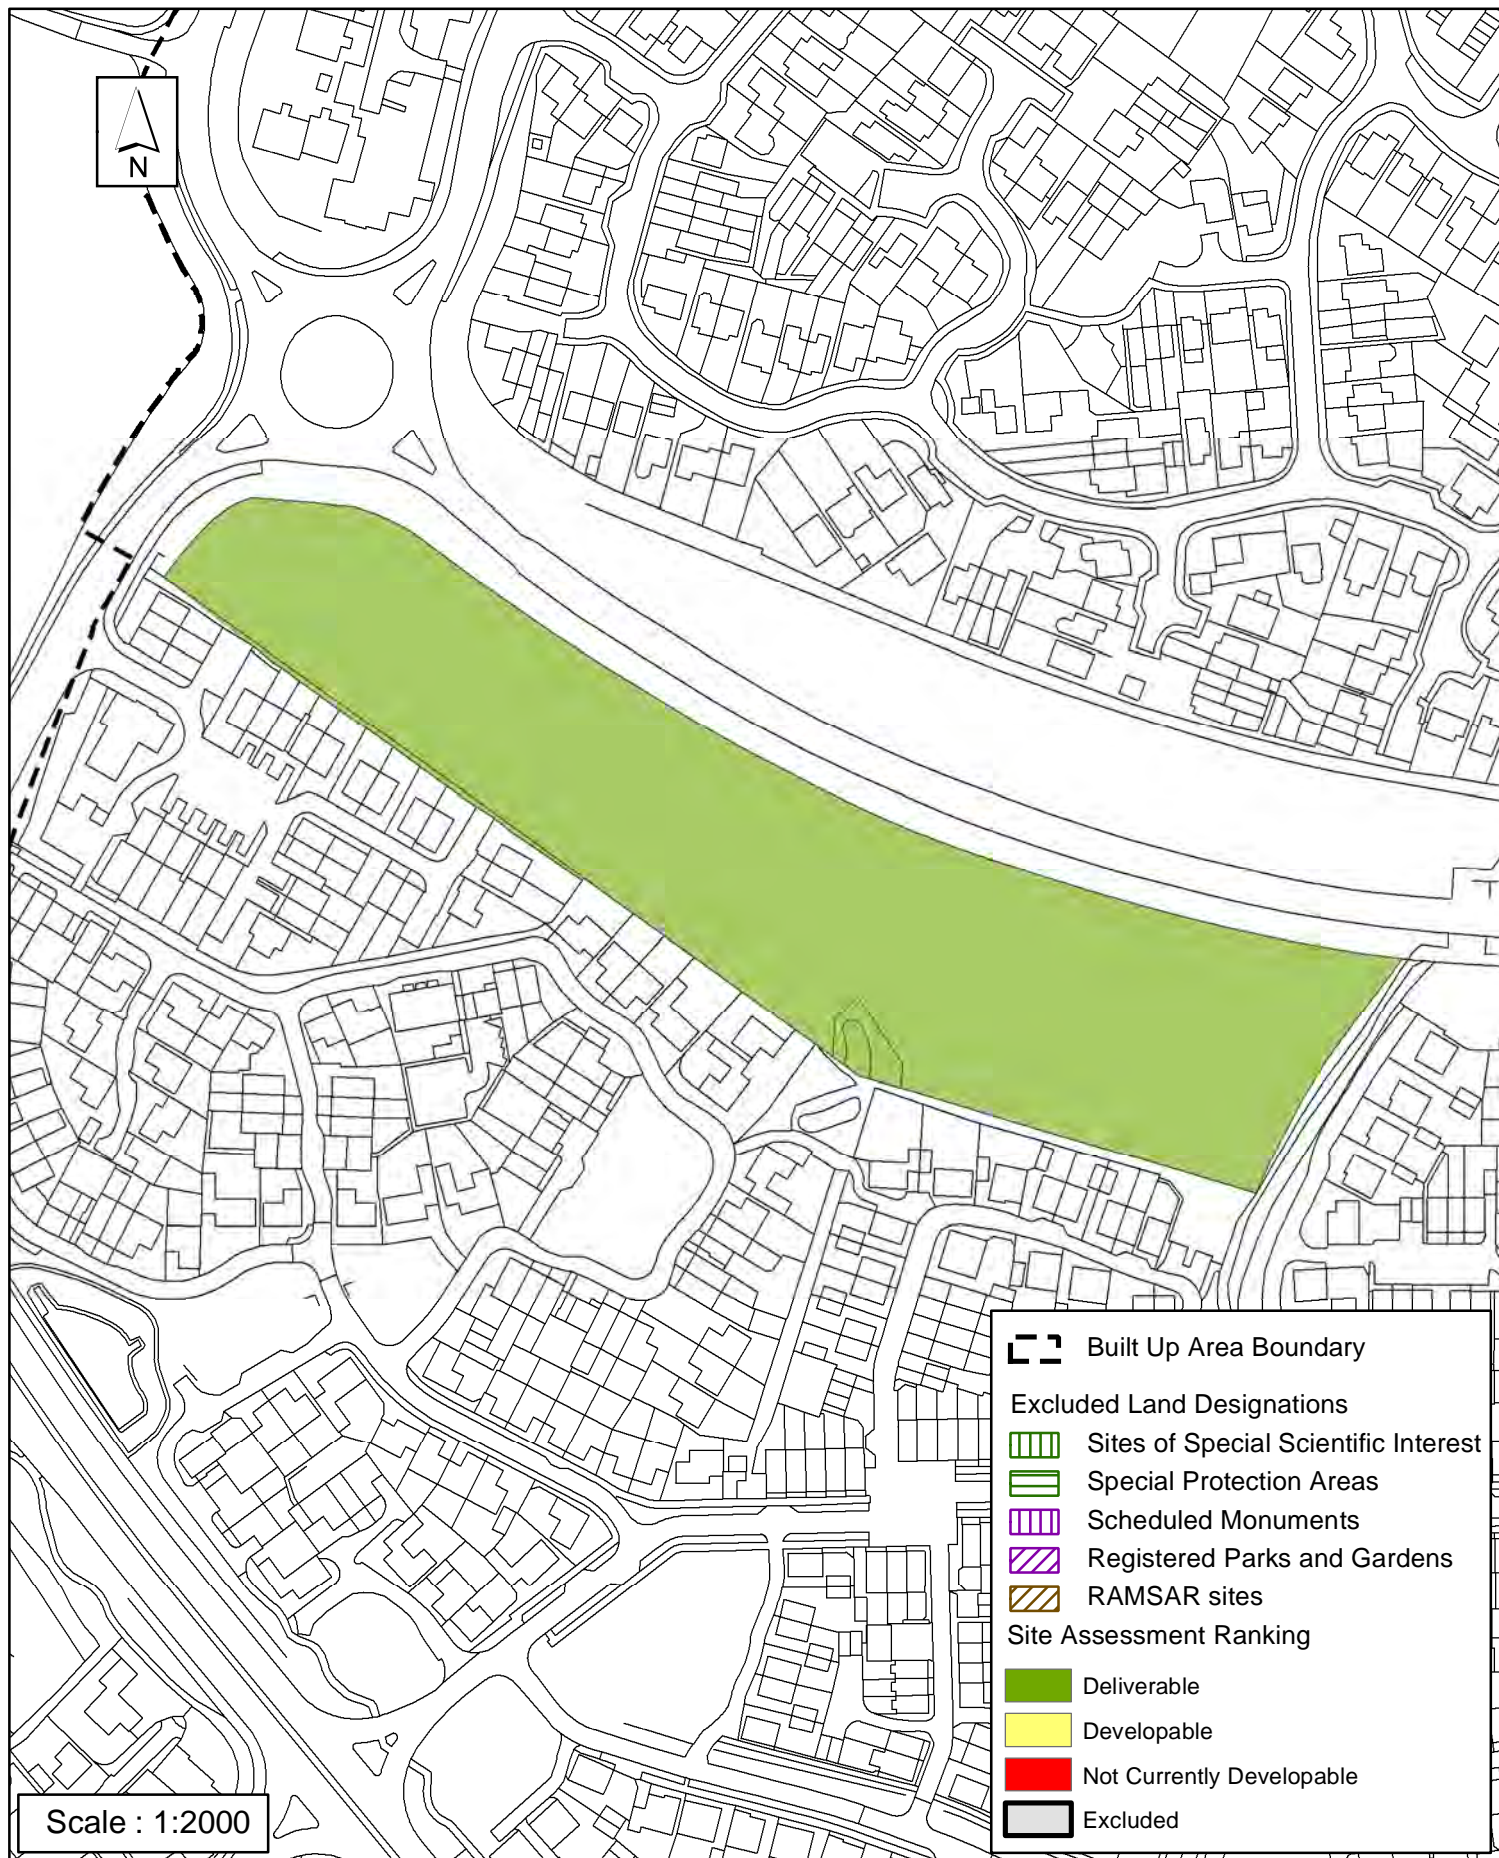 N
Built Up Area Boundary
Excluded Land Designations
Sites of Special Scientific Interest
Special Protection Areas
Scheduled Monuments
Registered Parks and Gardens
RAMSAR sites
Site Assessment Ranking
Deliverable
Developable
Not Currently Developable
Excluded
Scale : 1:2000